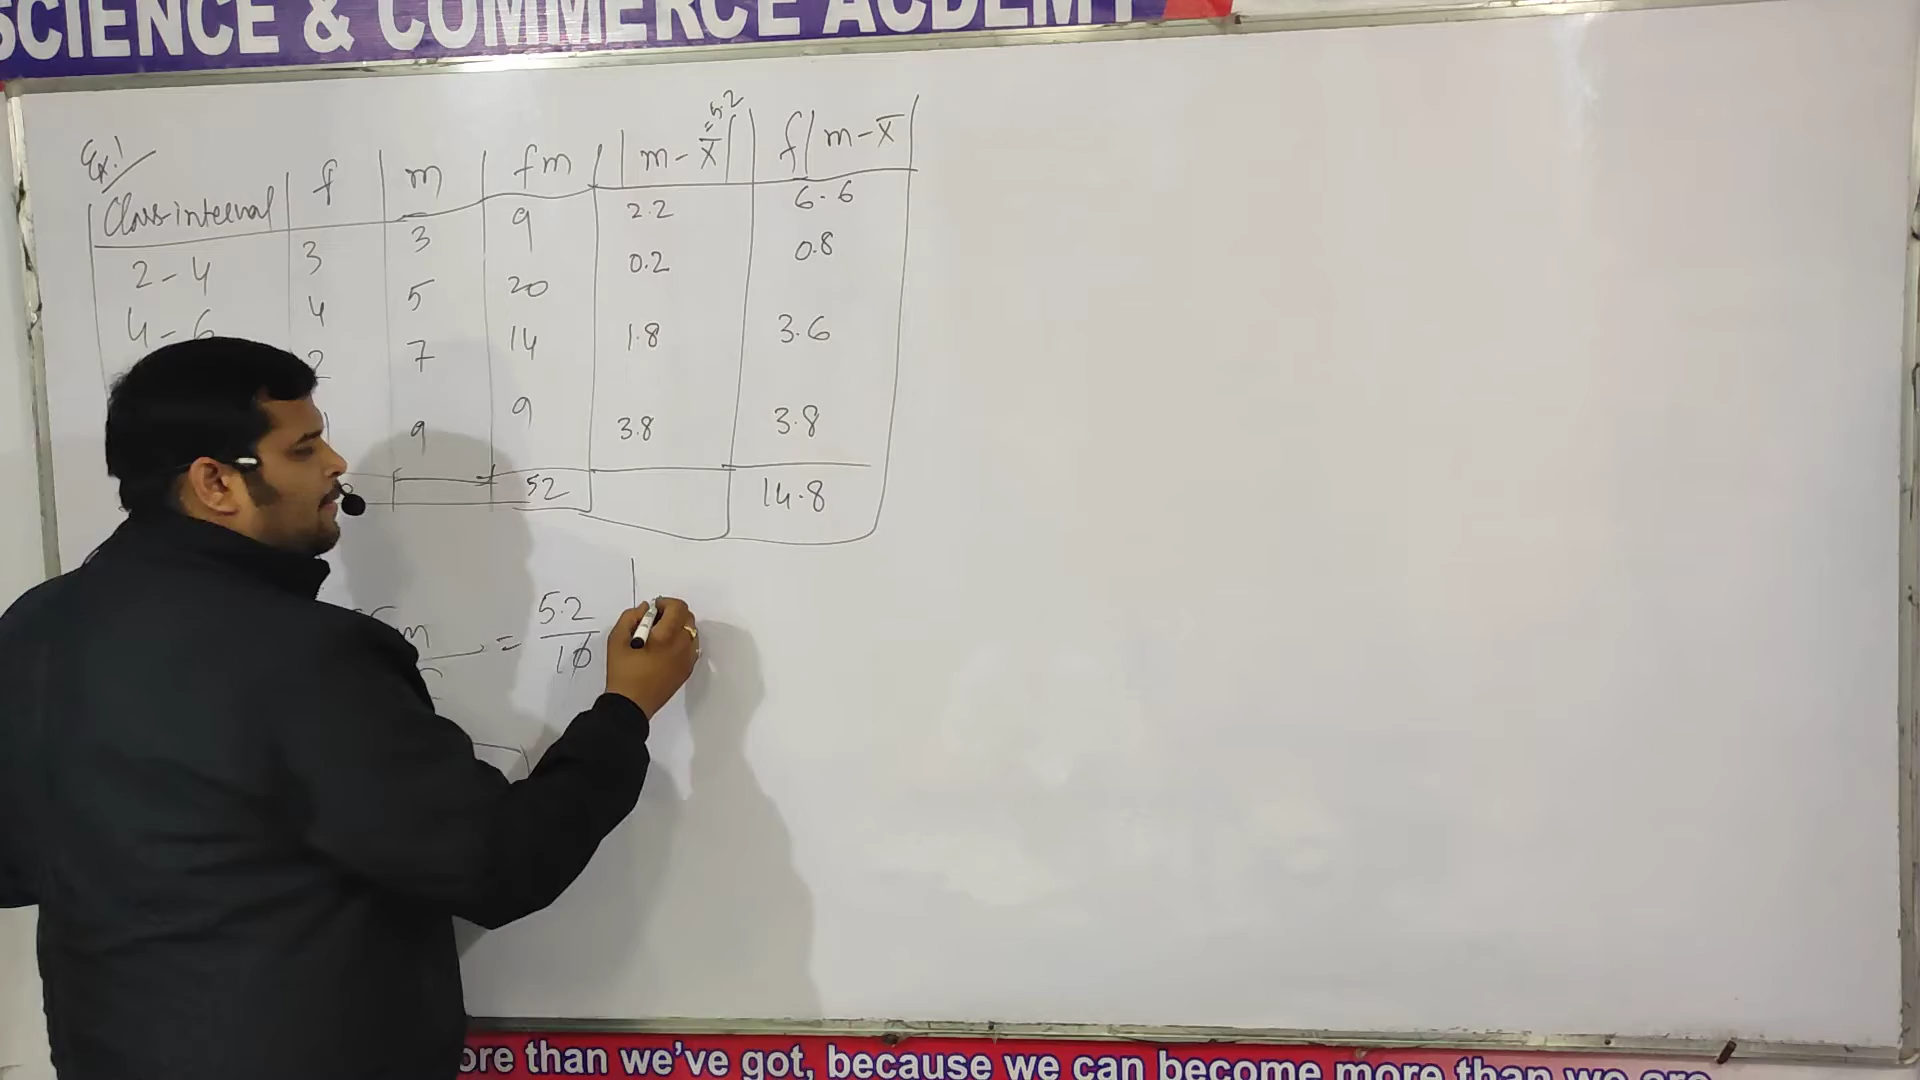 SCIENCE & COMMERCE ACDEMY
Ex.1
=5.2
Class-interval f m fm |m-X̅| f|m-X̅|
2-4 3 3 9 2.2 6.6
4-6 4 5 20 0.2 0.8
2 7 14 1.8 3.6
1 9 9 3.8 3.8
52 14.8
m = 5.2
10
ore than we've got, because we can become more than we are